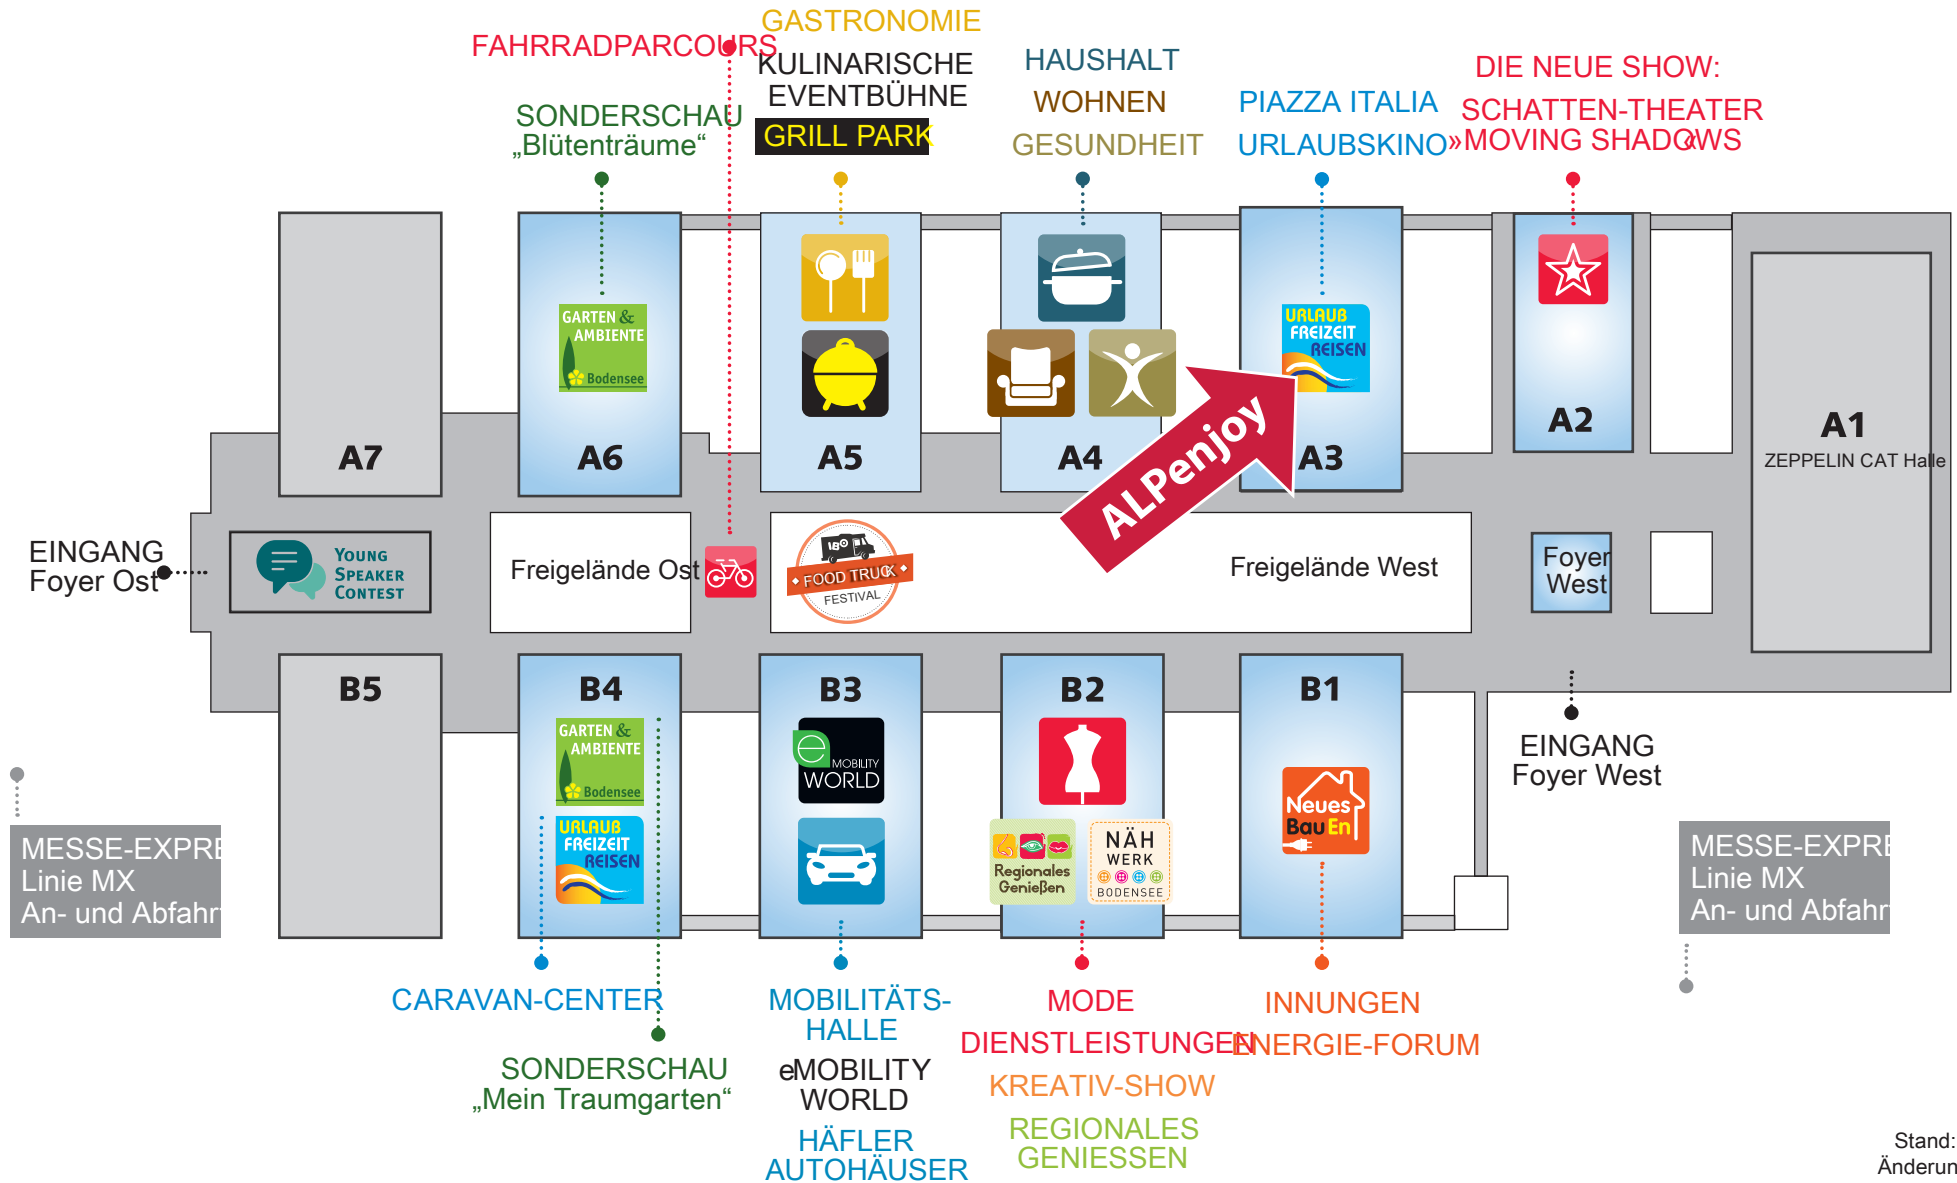 GASTRONOMIE
FAHRRADPARCOURS
KULINARISCHE
EVENTBÜHNE
GRILL PARK
SONDERSCHAU
„Blütenträume“
HAUSHALT
WOHNEN
GESUNDHEIT
PIAZZA ITALIA
URLAUBSKINO
DIE NEUE SHOW:
SCHATTEN-THEATER
»MOVING SHADOWS«
GARTEN &
AMBIENTE
Bodensee
URLAUB
FREIZEIT
REISEN
ALPenjoy
A7
A6
A5
A4
A3
A2
A1
ZEPPELIN CAT Halle
EINGANG
Foyer Ost
YOUNG
SPEAKER
CONTEST
Freigelände Ost
IBO
FOOD TRUCK
FESTIVAL
Freigelände West
Foyer
West
B5
B4
B3
B2
B1
GARTEN &
AMBIENTE
Bodensee
URLAUB
FREIZEIT
REISEN
e
MOBILITY
WORLD
Regionales
Genießen
NÄH
WERK
BODENSEE
Neues
BauEn
EINGANG
Foyer West
MESSE-EXPRE
Linie MX
An- und Abfahr
MESSE-EXPRE
Linie MX
An- und Abfahr
CARAVAN-CENTER
SONDERSCHAU
„Mein Traumgarten“
MOBILITÄTS-
HALLE
eMOBILITY
WORLD
HÄFLER
AUTOHÄUSER
MODE
DIENSTLEISTUNGEN
KREATIV-SHOW
REGIONALES
GENIESSEN
INNUNGEN
ENERGIE-FORUM
Stand:
Änderun